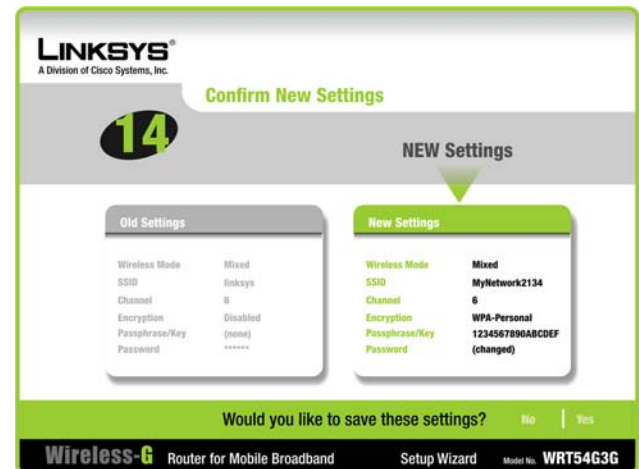 LINKSYS®
A Division of Cisco Systems, Inc.
Confirm New Settings
14
NEW Settings
Old Settings
Wireless Mode Mixed
SSID linksys
Channel 6
Encryption Disabled
Passphrase/Key (none)
Password ******
New Settings
Wireless Mode Mixed
SSID MyNetwork2134
Channel 6
Encryption WPA-Personal
Passphrase/Key 1234567890ABCDEF
Password (changed)
Would you like to save these settings? No Yes
Wireless-G Router for Mobile Broadband Setup Wizard Model No. WRT54G3G